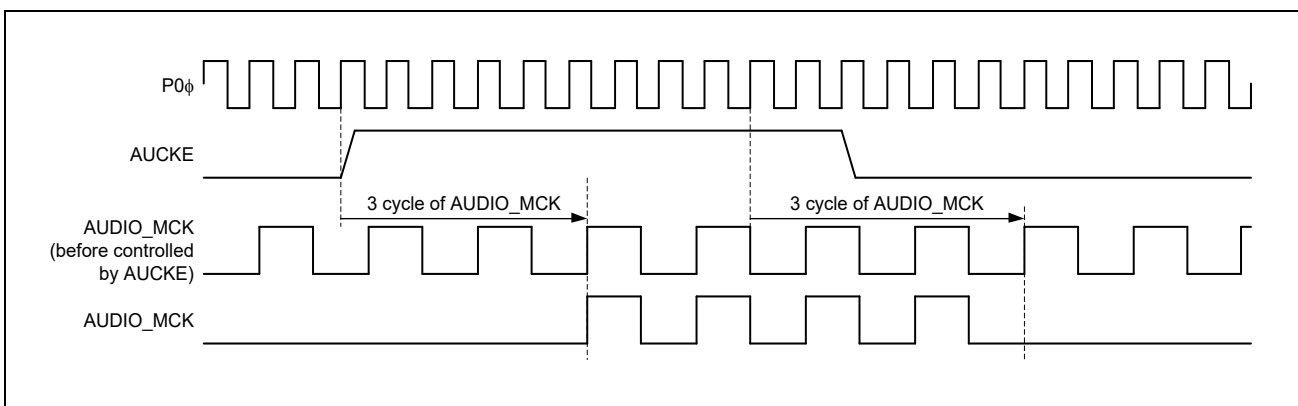 P0ϕ
AUCKE
3 cycle of AUDIO_MCK
3 cycle of AUDIO_MCK
AUDIO_MCK
(before controlled
by AUCKE)
AUDIO_MCK